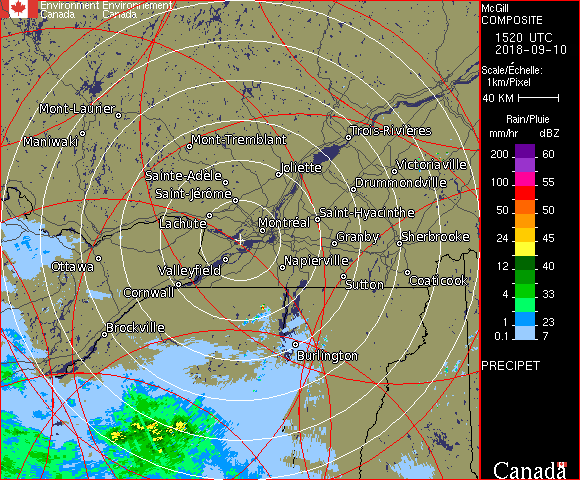 Environment Environnement
Canada Canada
McGill
COMPOSITE
1520 UTC
2018-09-10
Scale/Échelle:
1km/Pixel
40 KM
Rain/Pluie
mm/hr dBZ
200 60
100 55
50 50
24 45
12 40
4 33
1 23
0.1 7
PRECIPET
Mont-Laurier
Maniwaki
Mont-Tremblant
Trois-Rivières
Sainte-Adèle
Joliette
Victoriaville
Saint-Jérôme
Drummondville
Lachute
Montréal
Saint-Hyacinthe
Granby
Sherbrooke
Ottawa
Valleyfield
Napierville
Cornwall
Sutton
Coaticook
Brockville
Burlington
Canada